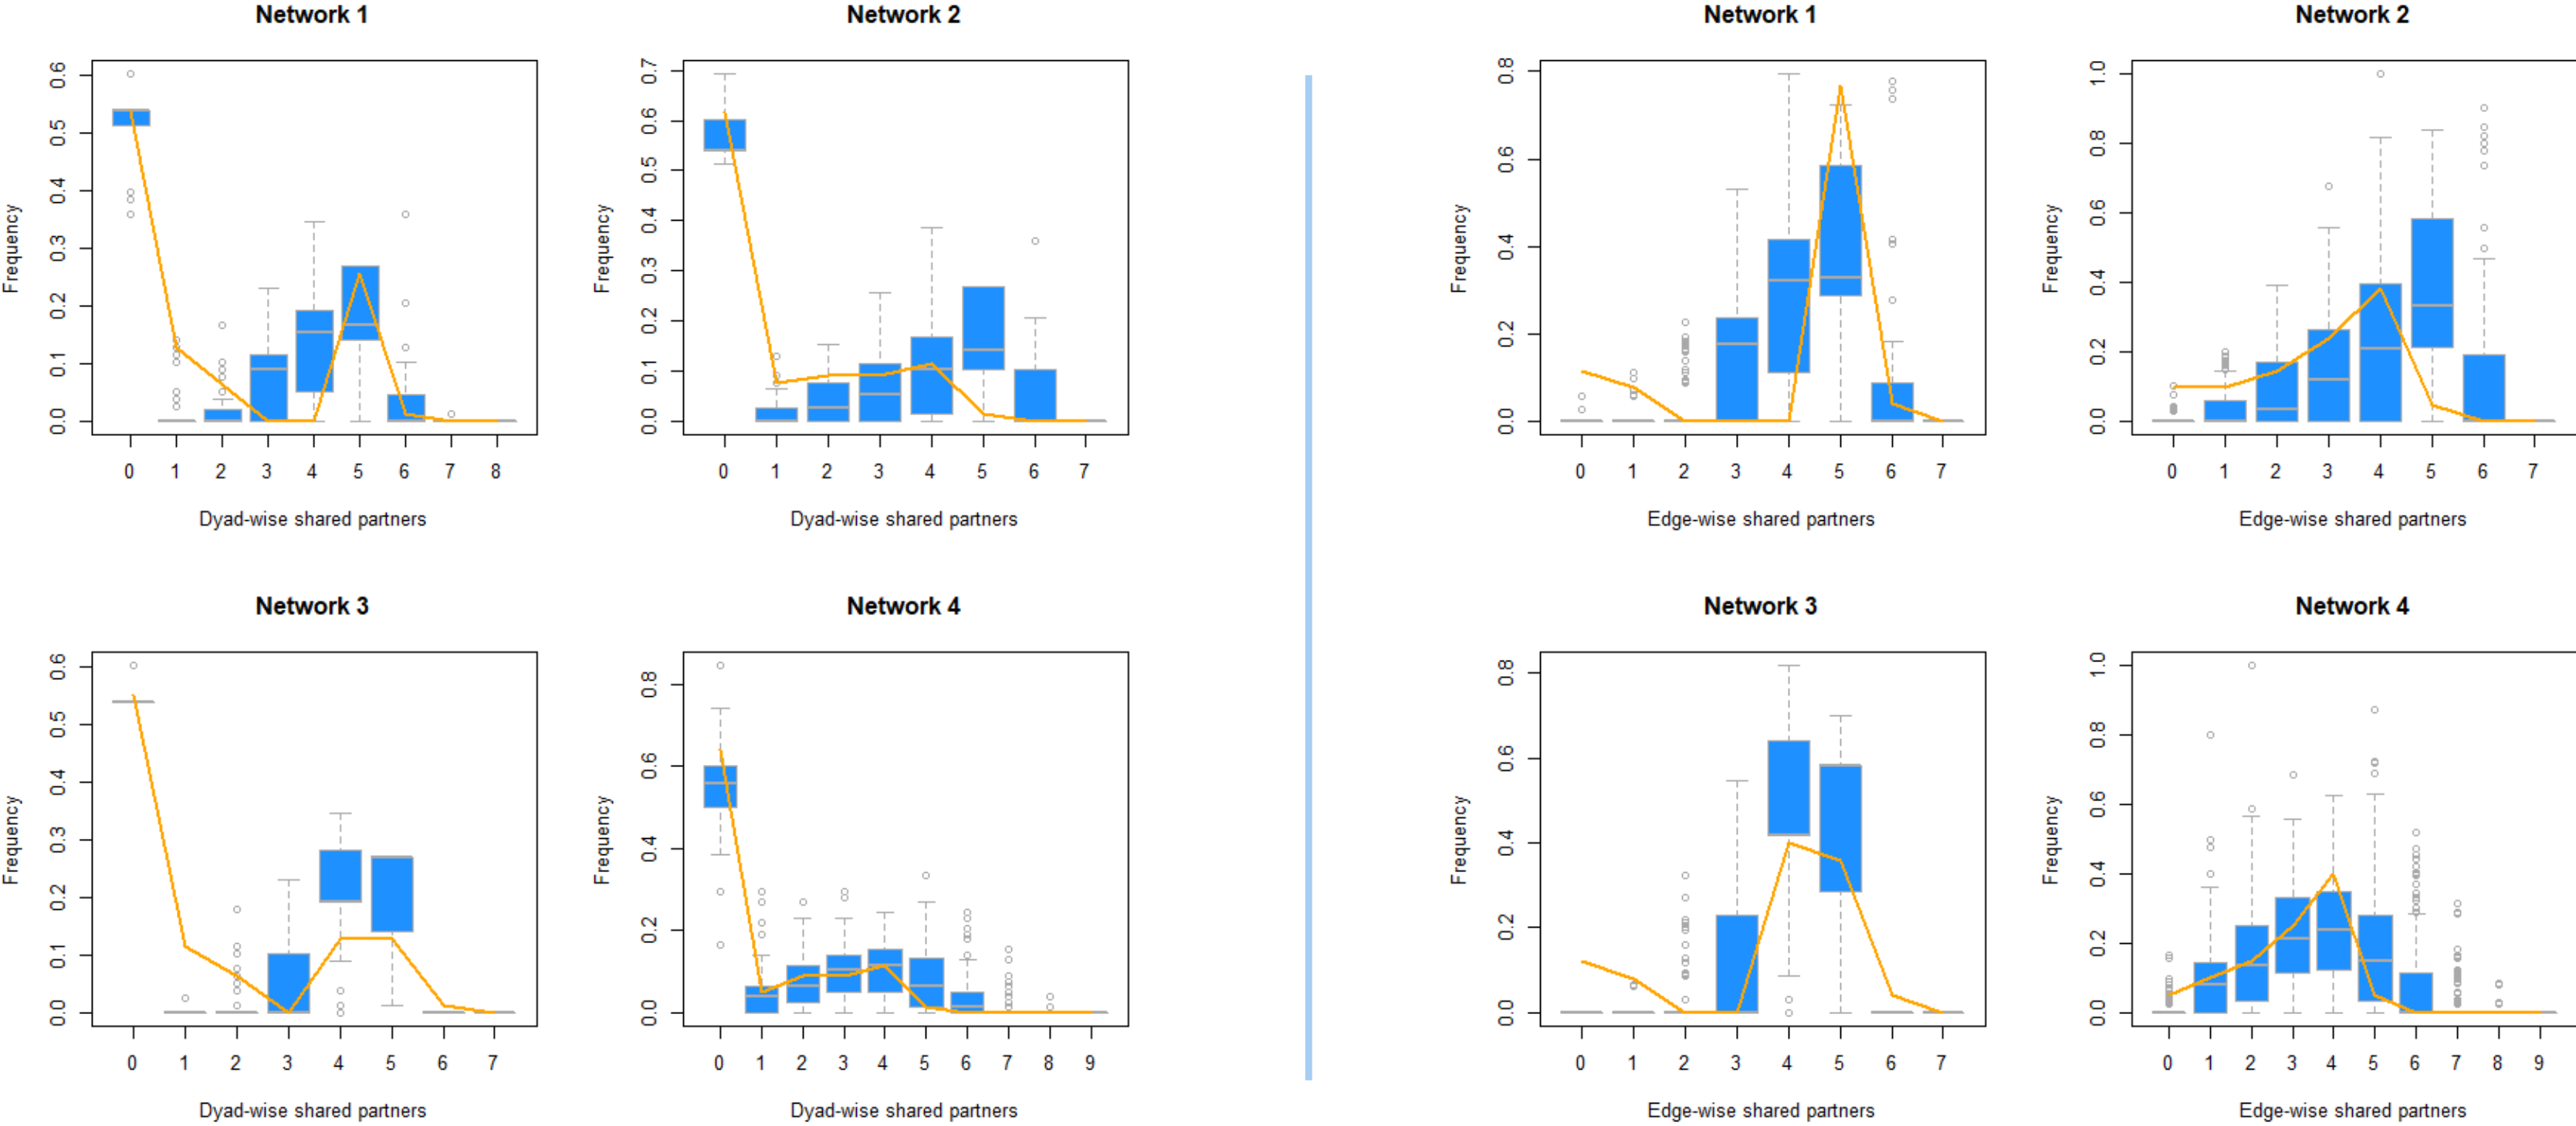 Network 1
Network 2
Network 1
Network 2
Frequency
0.0 0.1 0.2 0.3 0.4 0.5 0.6
0 1 2 3 4 5 6 7 8
Dyad-wise shared partners
Frequency
0.0 0.1 0.2 0.3 0.4 0.5 0.6 0.7
0 1 2 3 4 5 6 7
Dyad-wise shared partners
Frequency
0.0 0.2 0.4 0.6 0.8
0 1 2 3 4 5 6 7
Edge-wise shared partners
Frequency
0.0 0.2 0.4 0.6 0.8 1.0
0 1 2 3 4 5 6 7
Edge-wise shared partners
Network 3
Network 4
Network 3
Network 4
Frequency
0.0 0.1 0.2 0.3 0.4 0.5 0.6
0 1 2 3 4 5 6 7
Dyad-wise shared partners
Frequency
0.0 0.2 0.4 0.6 0.8
0 1 2 3 4 5 6 7 8 9
Dyad-wise shared partners
Frequency
0.0 0.2 0.4 0.6 0.8
0 1 2 3 4 5 6 7
Edge-wise shared partners
Frequency
0.0 0.2 0.4 0.6 0.8 1.0
0 1 2 3 4 5 6 7 8 9
Edge-wise shared partners